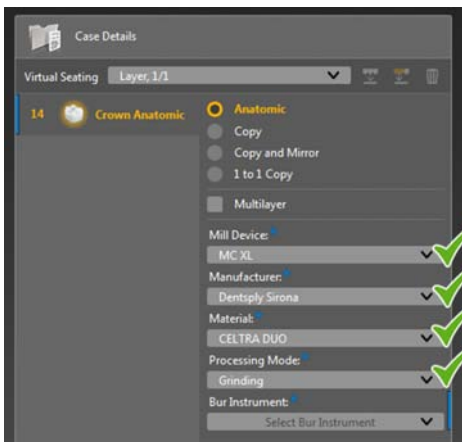 Case Details
Virtual Seating Layer, 1/1
14 Crown Anatomic
Anatomic
Copy
Copy and Mirror
1 to 1 Copy
Multilayer
Mill Device:
MC XL
Manufacturer:
Dentsply Sirona
Material:
CELTRA DUO
Processing Mode:
Grinding
Bur Instrument:
Select Bur Instrument